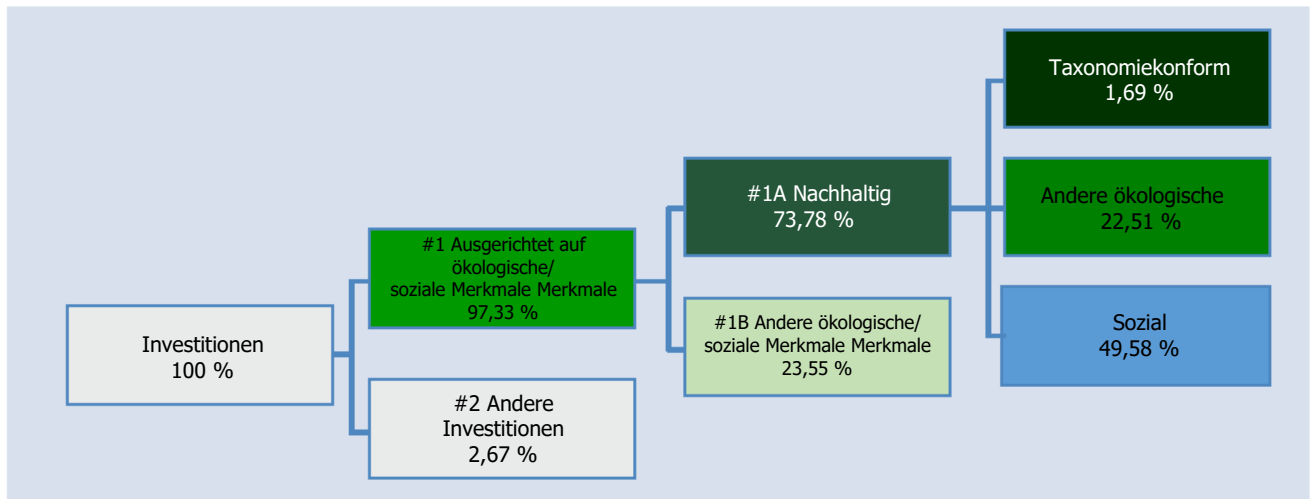 Investitionen
100 %
#1 Ausgerichtet auf
ökologische/
soziale Merkmale Merkmale
97,33 %
#2 Andere
Investitionen
2,67 %
#1A Nachhaltig
73,78 %
#1B Andere ökologische/
soziale Merkmale Merkmale
23,55 %
Taxonomiekonform
1,69 %
Andere ökologische
22,51 %
Sozial
49,58 %